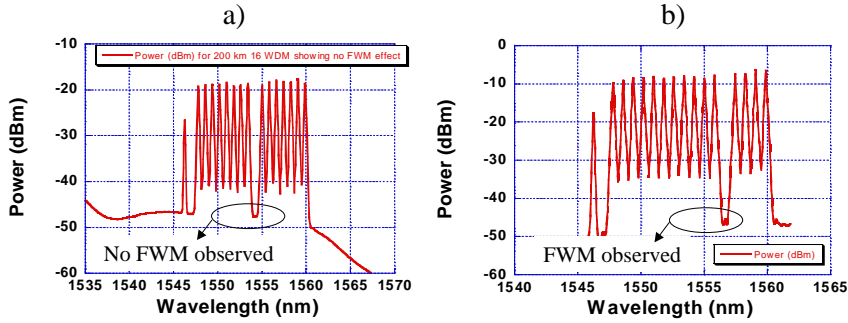 a)
-10
-20
-30
-40
-50
-60
Power (dBm)
Power (dBm) for 200 km 16 WDM showing no FWM effect
No FWM observed
1535 1540 1545 1550 1555 1560 1565 1570
Wavelength (nm)
b)
0
-10
-20
-30
-40
-50
-60
Power (dBm)
FWM observed
Power (dBm)
1540 1545 1550 1555 1560 1565
Wavelength (nm)